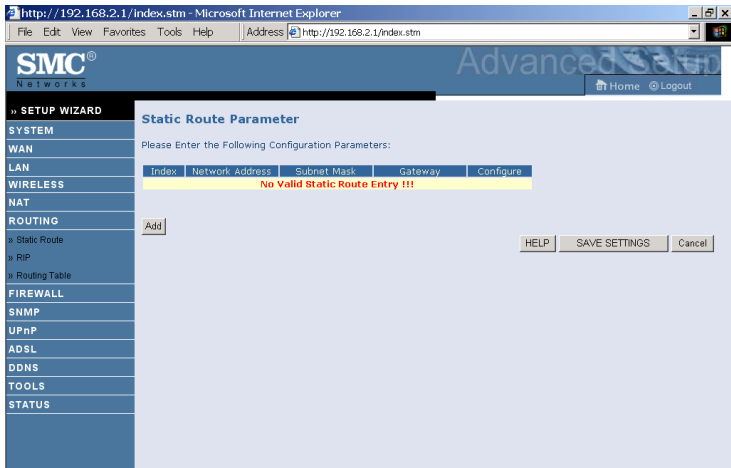 http://192.168.2.1/index.stm - Microsoft Internet Explorer
File Edit View Favorites Tools Help Address http://192.168.2.1/index.stm
SMC®
Networks
Advanced Setup
Home Logout
» SETUP WIZARD
SYSTEM
WAN
LAN
WIRELESS
NAT
ROUTING
» Static Route
» RIP
» Routing Table
FIREWALL
SNMP
UPnP
ADSL
DDNS
TOOLS
STATUS
Static Route Parameter
Please Enter the Following Configuration Parameters:
Index Network Address Subnet Mask Gateway Configure
No Valid Static Route Entry !!!
Add
HELP SAVE SETTINGS Cancel